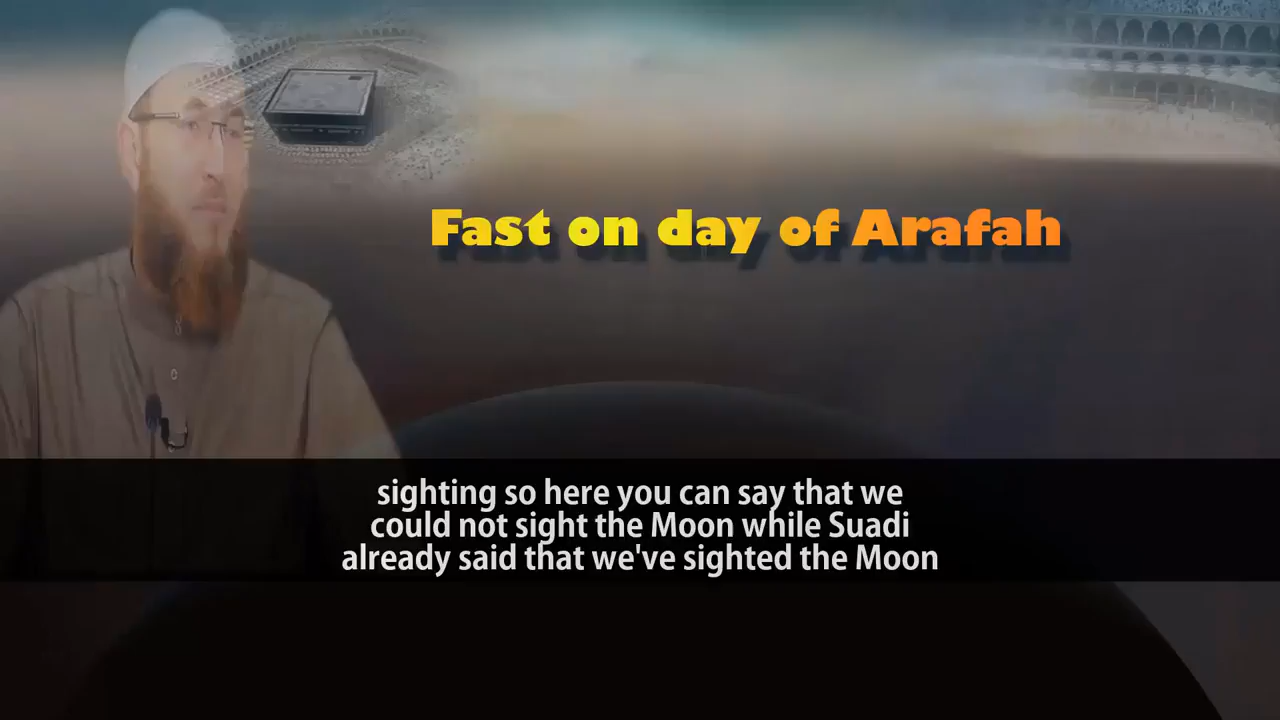 Fast on day of Arafah
sighting so here you can say that we
could not sight the Moon while Suadi
already said that we've sighted the Moon